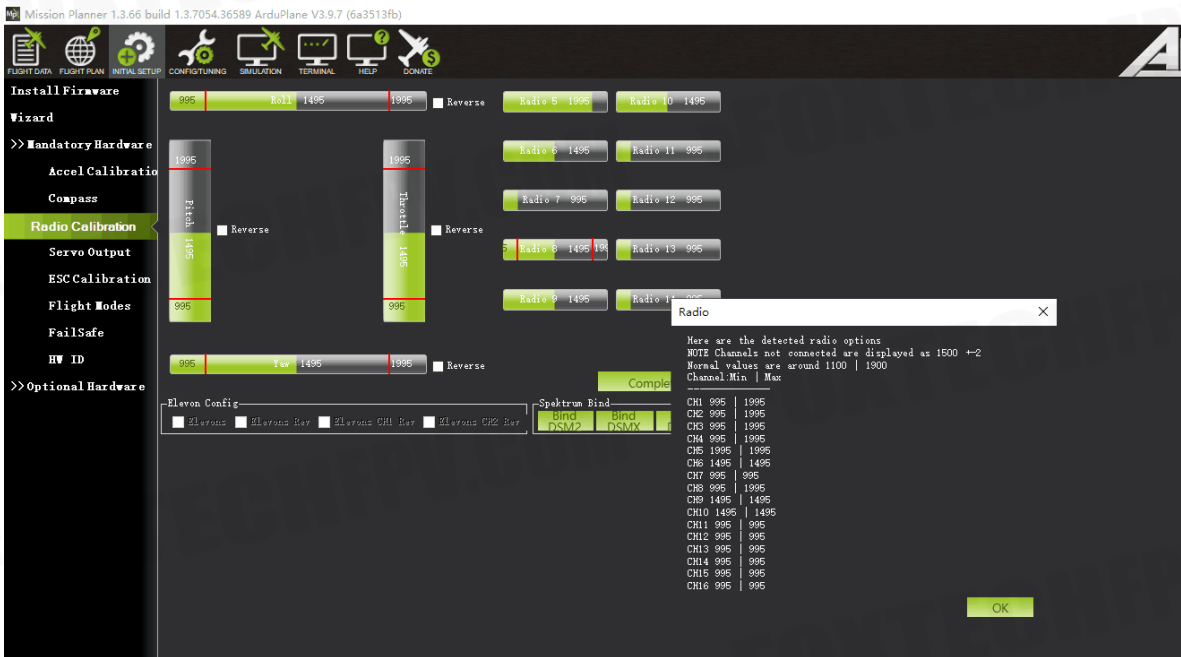 Mission Planner 1.3.66 build 1.3.7054.36589 ArduPlane V3.9.7 (6a3513fb)
FLIGHT DATA FLIGHT PLAN INITIAL SETUP CONFIG/TUNING SIMULATION TERMINAL HELP DONATE
Install Firmware
Wizard
>> Mandatory Hardware
Accel Calibratio
Compass
Radio Calibration
Servo Output
ESC Calibration
Flight Modes
FailSafe
HW ID
>> Optional Hardware
995 Roll 1495 1995 Reverse
1995
Pitch 1495
995
Reverse
1995
Throttle 1495
995
Reverse
995 Yaw 1495 1995 Reverse
Radio 5 1995 Radio 10 1495
Radio 6 1495 Radio 11 995
Radio 7 995 Radio 12 995
Radio 8 1495 Radio 13 995
Radio 9 1495
Comple
Elevon Config
Elevons Elevons Rev Elevons CH1 Rev Elevons CH2 Rev
Spektrum Bind
Bind DSM2
Bind DSMX
Radio
Here are the detected radio options
NOTE Channels not connected are displayed as 1500 +-2
Normal values are around 1100 | 1900
Channel:Min | Max
--------------------
CH1 995 | 1995
CH2 995 | 1995
CH3 995 | 1995
CH4 995 | 1995
CH5 1995 | 1995
CH6 1495 | 1495
CH7 995 | 995
CH8 995 | 1995
CH9 1495 | 1495
CH10 1495 | 1495
CH11 995 | 995
CH12 995 | 995
CH13 995 | 995
CH14 995 | 995
CH15 995 | 995
CH16 995 | 995
OK